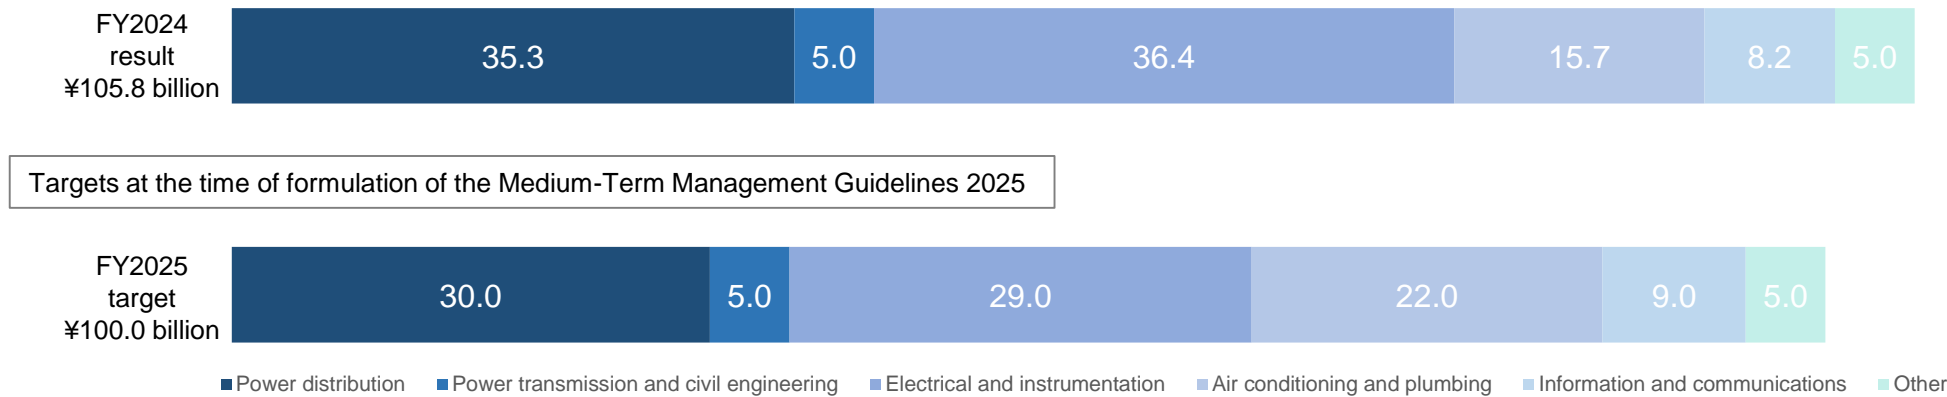 FY2024
result
¥105.8 billion
35.3 5.0 36.4 15.7 8.2 5.0
Targets at the time of formulation of the Medium-Term Management Guidelines 2025
FY2025
target
¥100.0 billion
30.0 5.0 29.0 22.0 9.0 5.0
Power distribution Power transmission and civil engineering Electrical and instrumentation Air conditioning and plumbing Information and communications Other